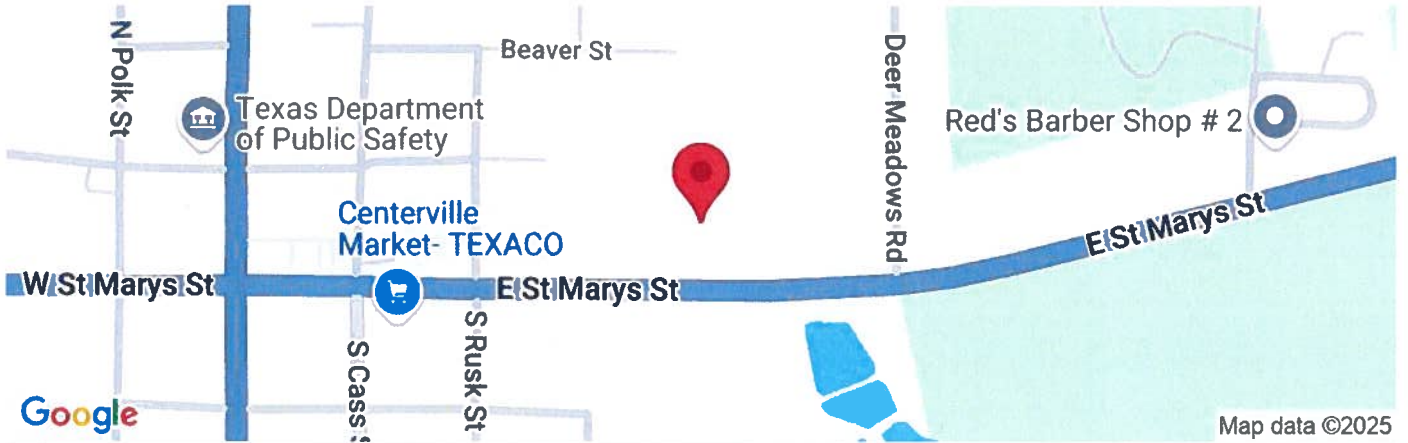 N Polk St
Beaver St
Texas Department
of Public Safety
Deer Meadows Rd
Red's Barber Shop # 2
Centerville
Market- TEXACO
E St Marys St
W St Marys St
E St Marys St
S Cass S
S Rusk St
Google
Map data ©2025